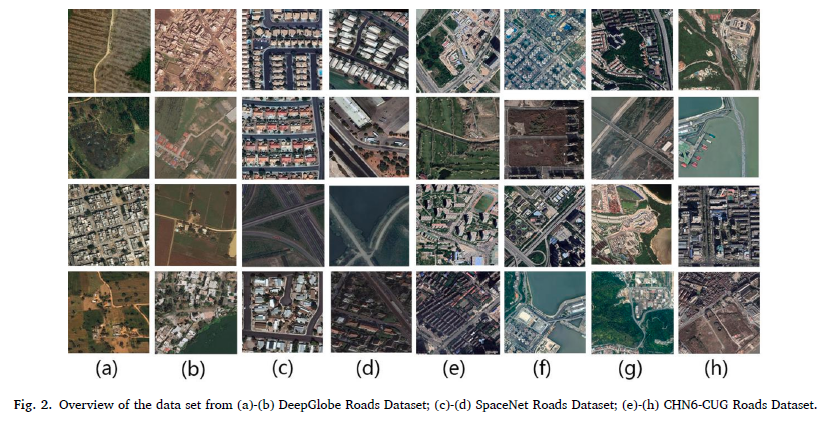 (a) (b) (c) (d) (e) (f) (g) (h)
Fig. 2. Overview of the data set from (a)-(b) DeepGlobe Roads Dataset; (c)-(d) SpaceNet Roads Dataset; (e)-(h) CHN6-CUG Roads Dataset.